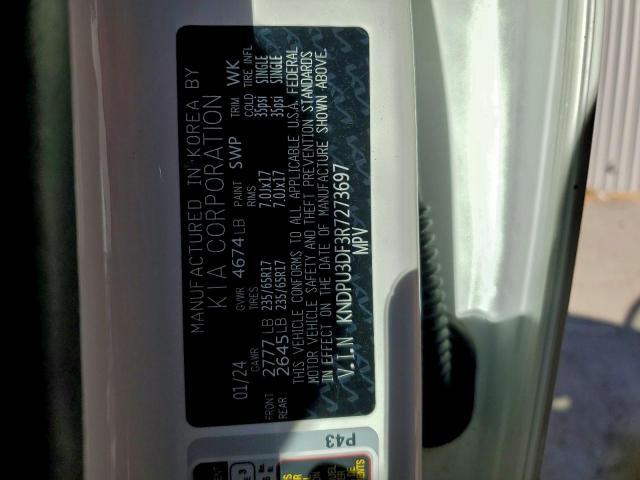 MANUFACTURED IN KOREA BY
KIA CORPORATION
01/24 GVWR 4674LB PAINT SWP TRIM WK
GAWR TIRES RIMS COLD TIRE INFL
FRONT 2777LB 235/65R17 7.0JX17 35psi SINGLE
REAR 2645LB 235/65R17 7.0JX17 35psi SINGLE
THIS VEHICLE CONFORMS TO ALL APPLICABLE U.S.A. FEDERAL
MOTOR VEHICLE SAFETY AND THEFT PREVENTION STANDARDS
IN EFFECT ON THE DATE OF MANUFACTURE SHOWN ABOVE.
V.I.N KNDPU3DF3R7273697
MPV
P43